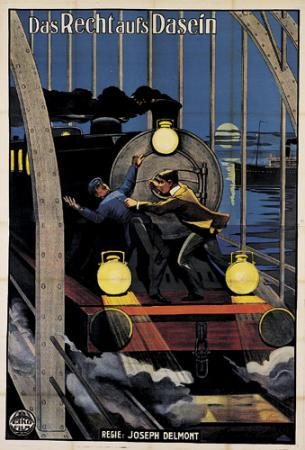 Das Recht aufs Dasein
REGIE: JOSEPH DELMONT